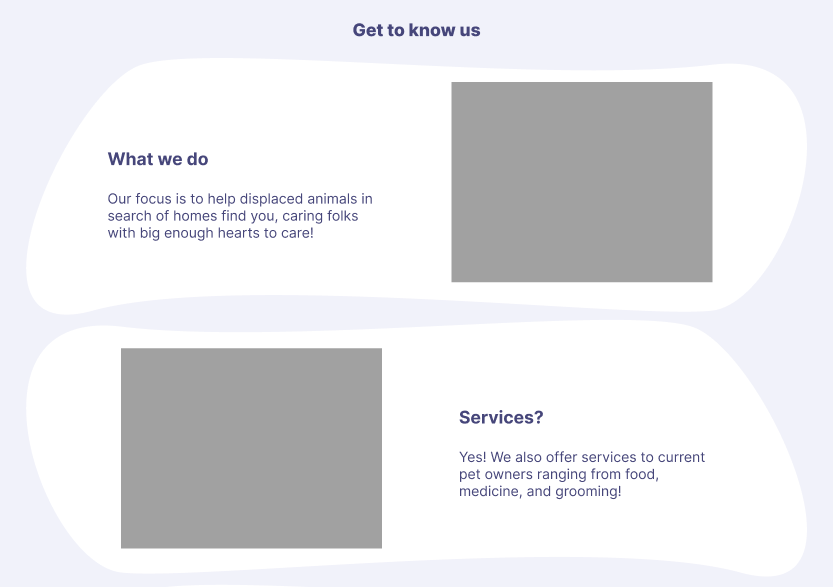 Get to know us
What we do
Our focus is to help displaced animals in
search of homes find you, caring folks
with big enough hearts to care!
Services?
Yes! We also offer services to current
pet owners ranging from food,
medicine, and grooming!